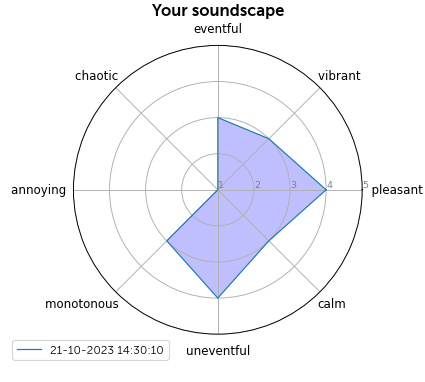 Your soundscape
eventful
chaotic
vibrant
annoying
1
2
3
4
5
pleasant
monotonous
calm
21-10-2023 14:30:10
uneventful